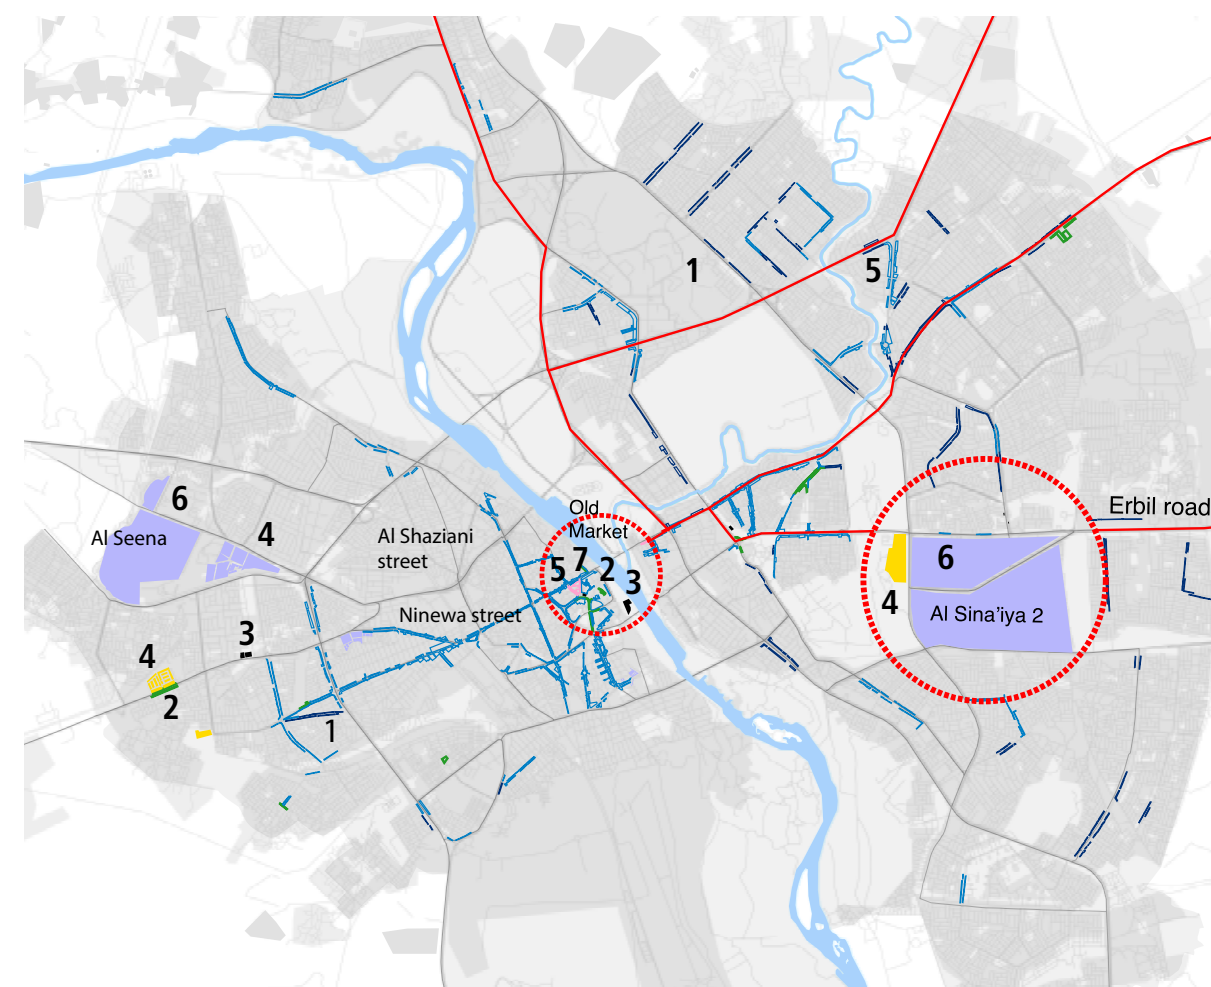 1
5
6
Al Seena
4
Al Shaziani
street
Old
Market
Erbil road
5
7
2
3
6
4
Al Sina’iya 2
Ninewa street
3
4
2
1